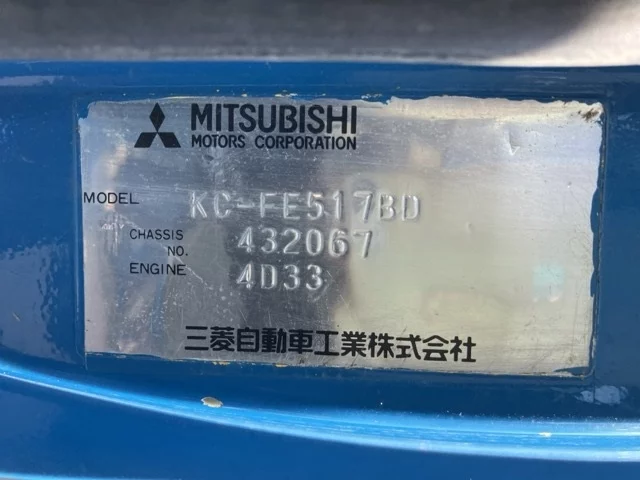 MITSUBISHI
MOTORS CORPORATION
MODEL KC-FE517BD
CHASSIS NO. 432067
ENGINE 4D33
三菱自動車工業株式会社